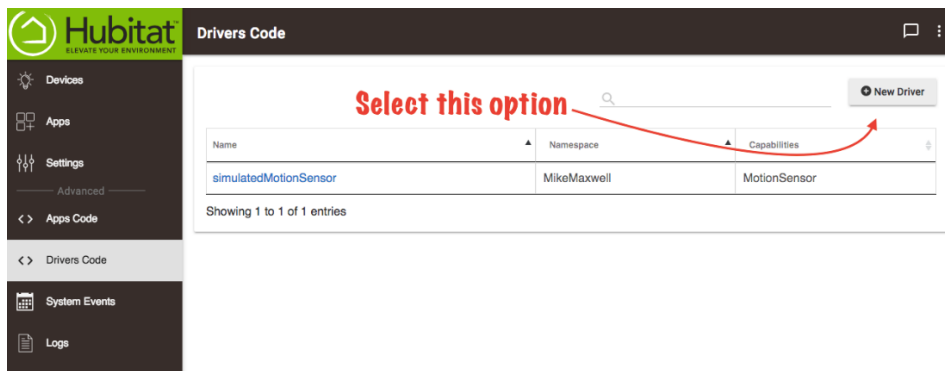 Hubitat™
ELEVATE YOUR ENVIRONMENT
Drivers Code
Devices
Apps
Settings
Advanced
Apps Code
Drivers Code
System Events
Logs
Select this option
New Driver
Name Namespace Capabilities
simulatedMotionSensor MikeMaxwell MotionSensor
Showing 1 to 1 of 1 entries